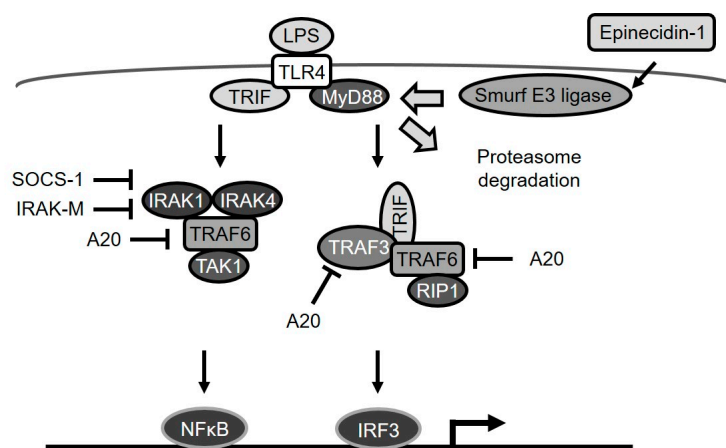 LPS
Epinecidin-1
TLR4
TRIF
MyD88
Smurf E3 ligase
Proteasome
degradation
SOCS-1
IRAK-M
IRAK1
IRAK4
A20
TRAF6
TAK1
TRIF
TRAF3
TRAF6
A20
RIP1
A20
NFκB
IRF3